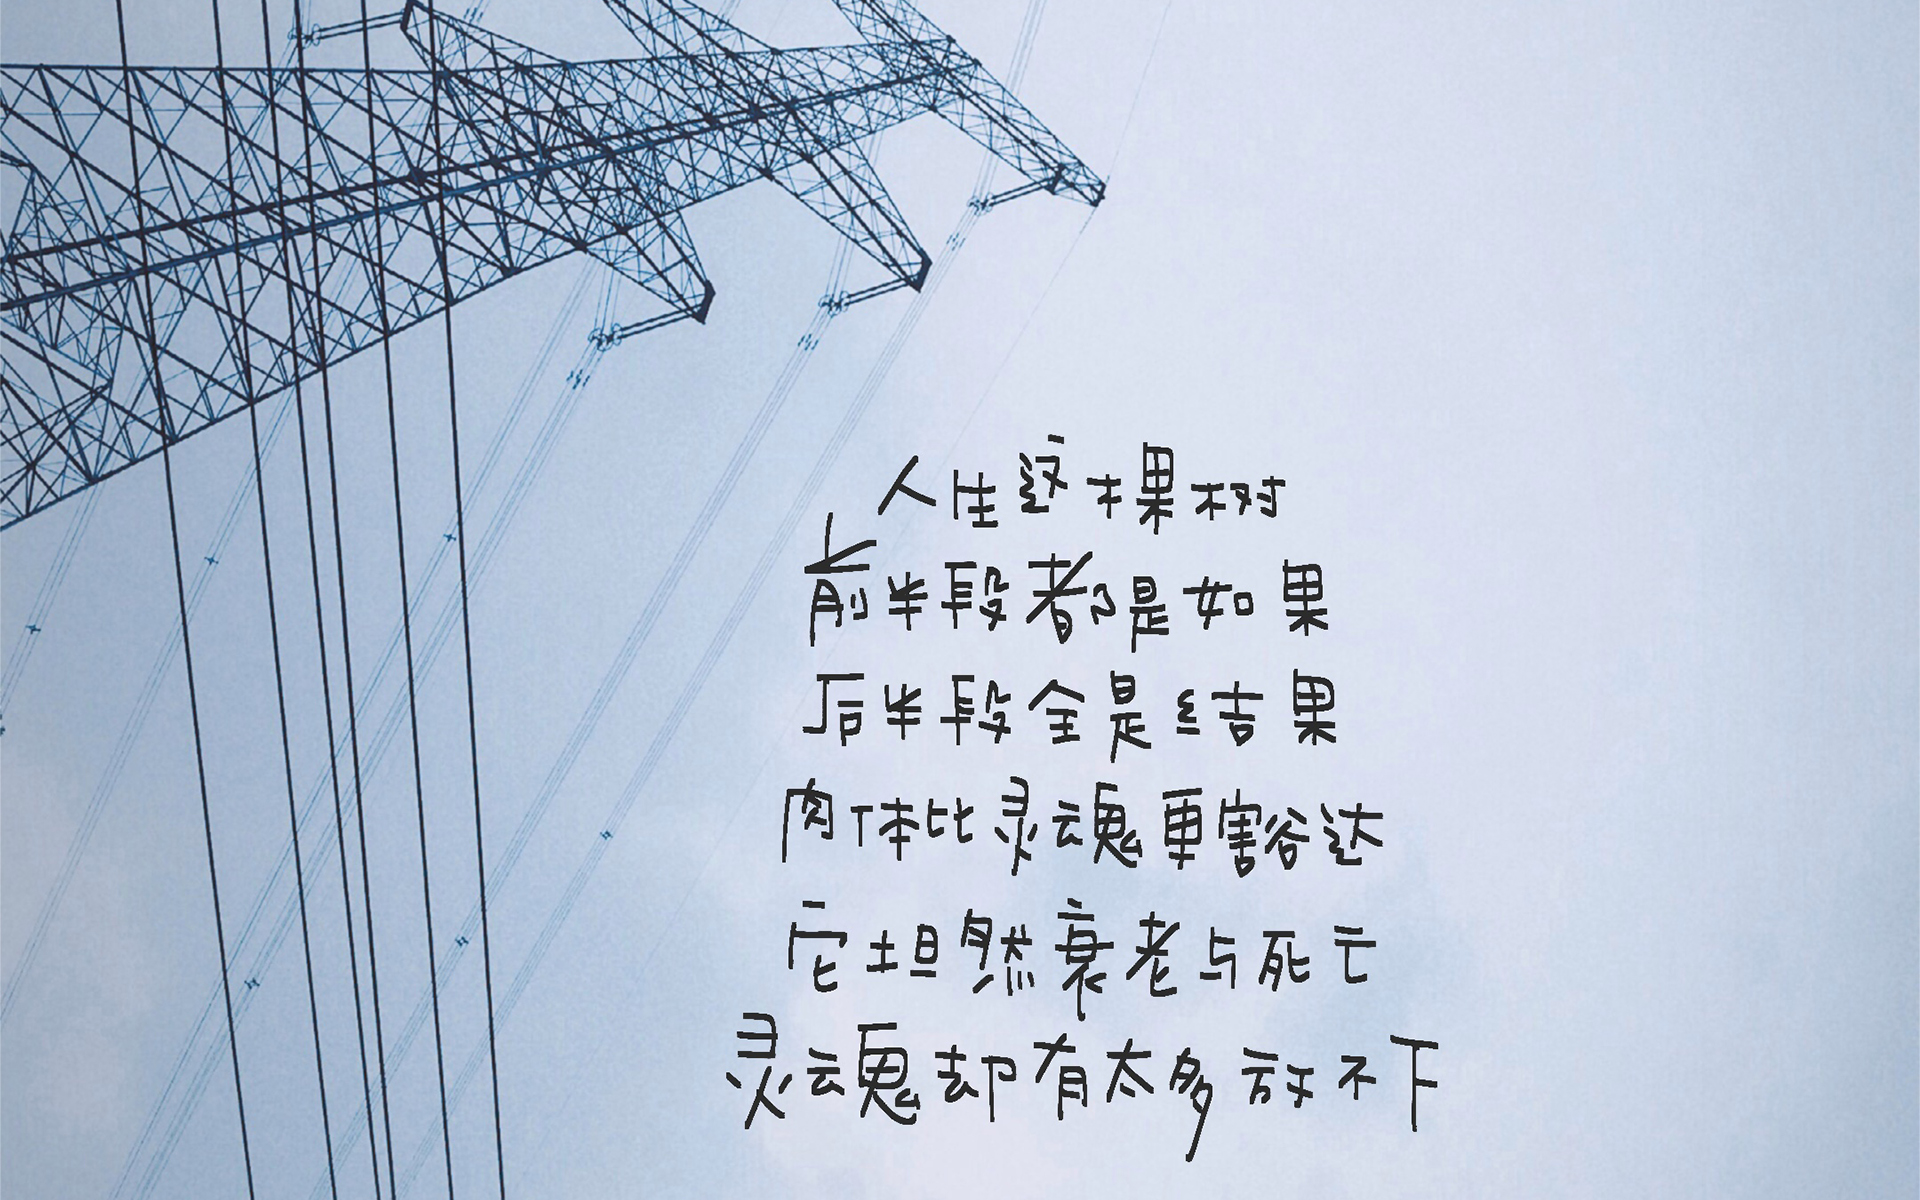 人生这棵树
前半段都是如果
后半段全是结果
肉体比灵魂更豁达
它坦然衰老与死亡
灵魂却有太多放不下